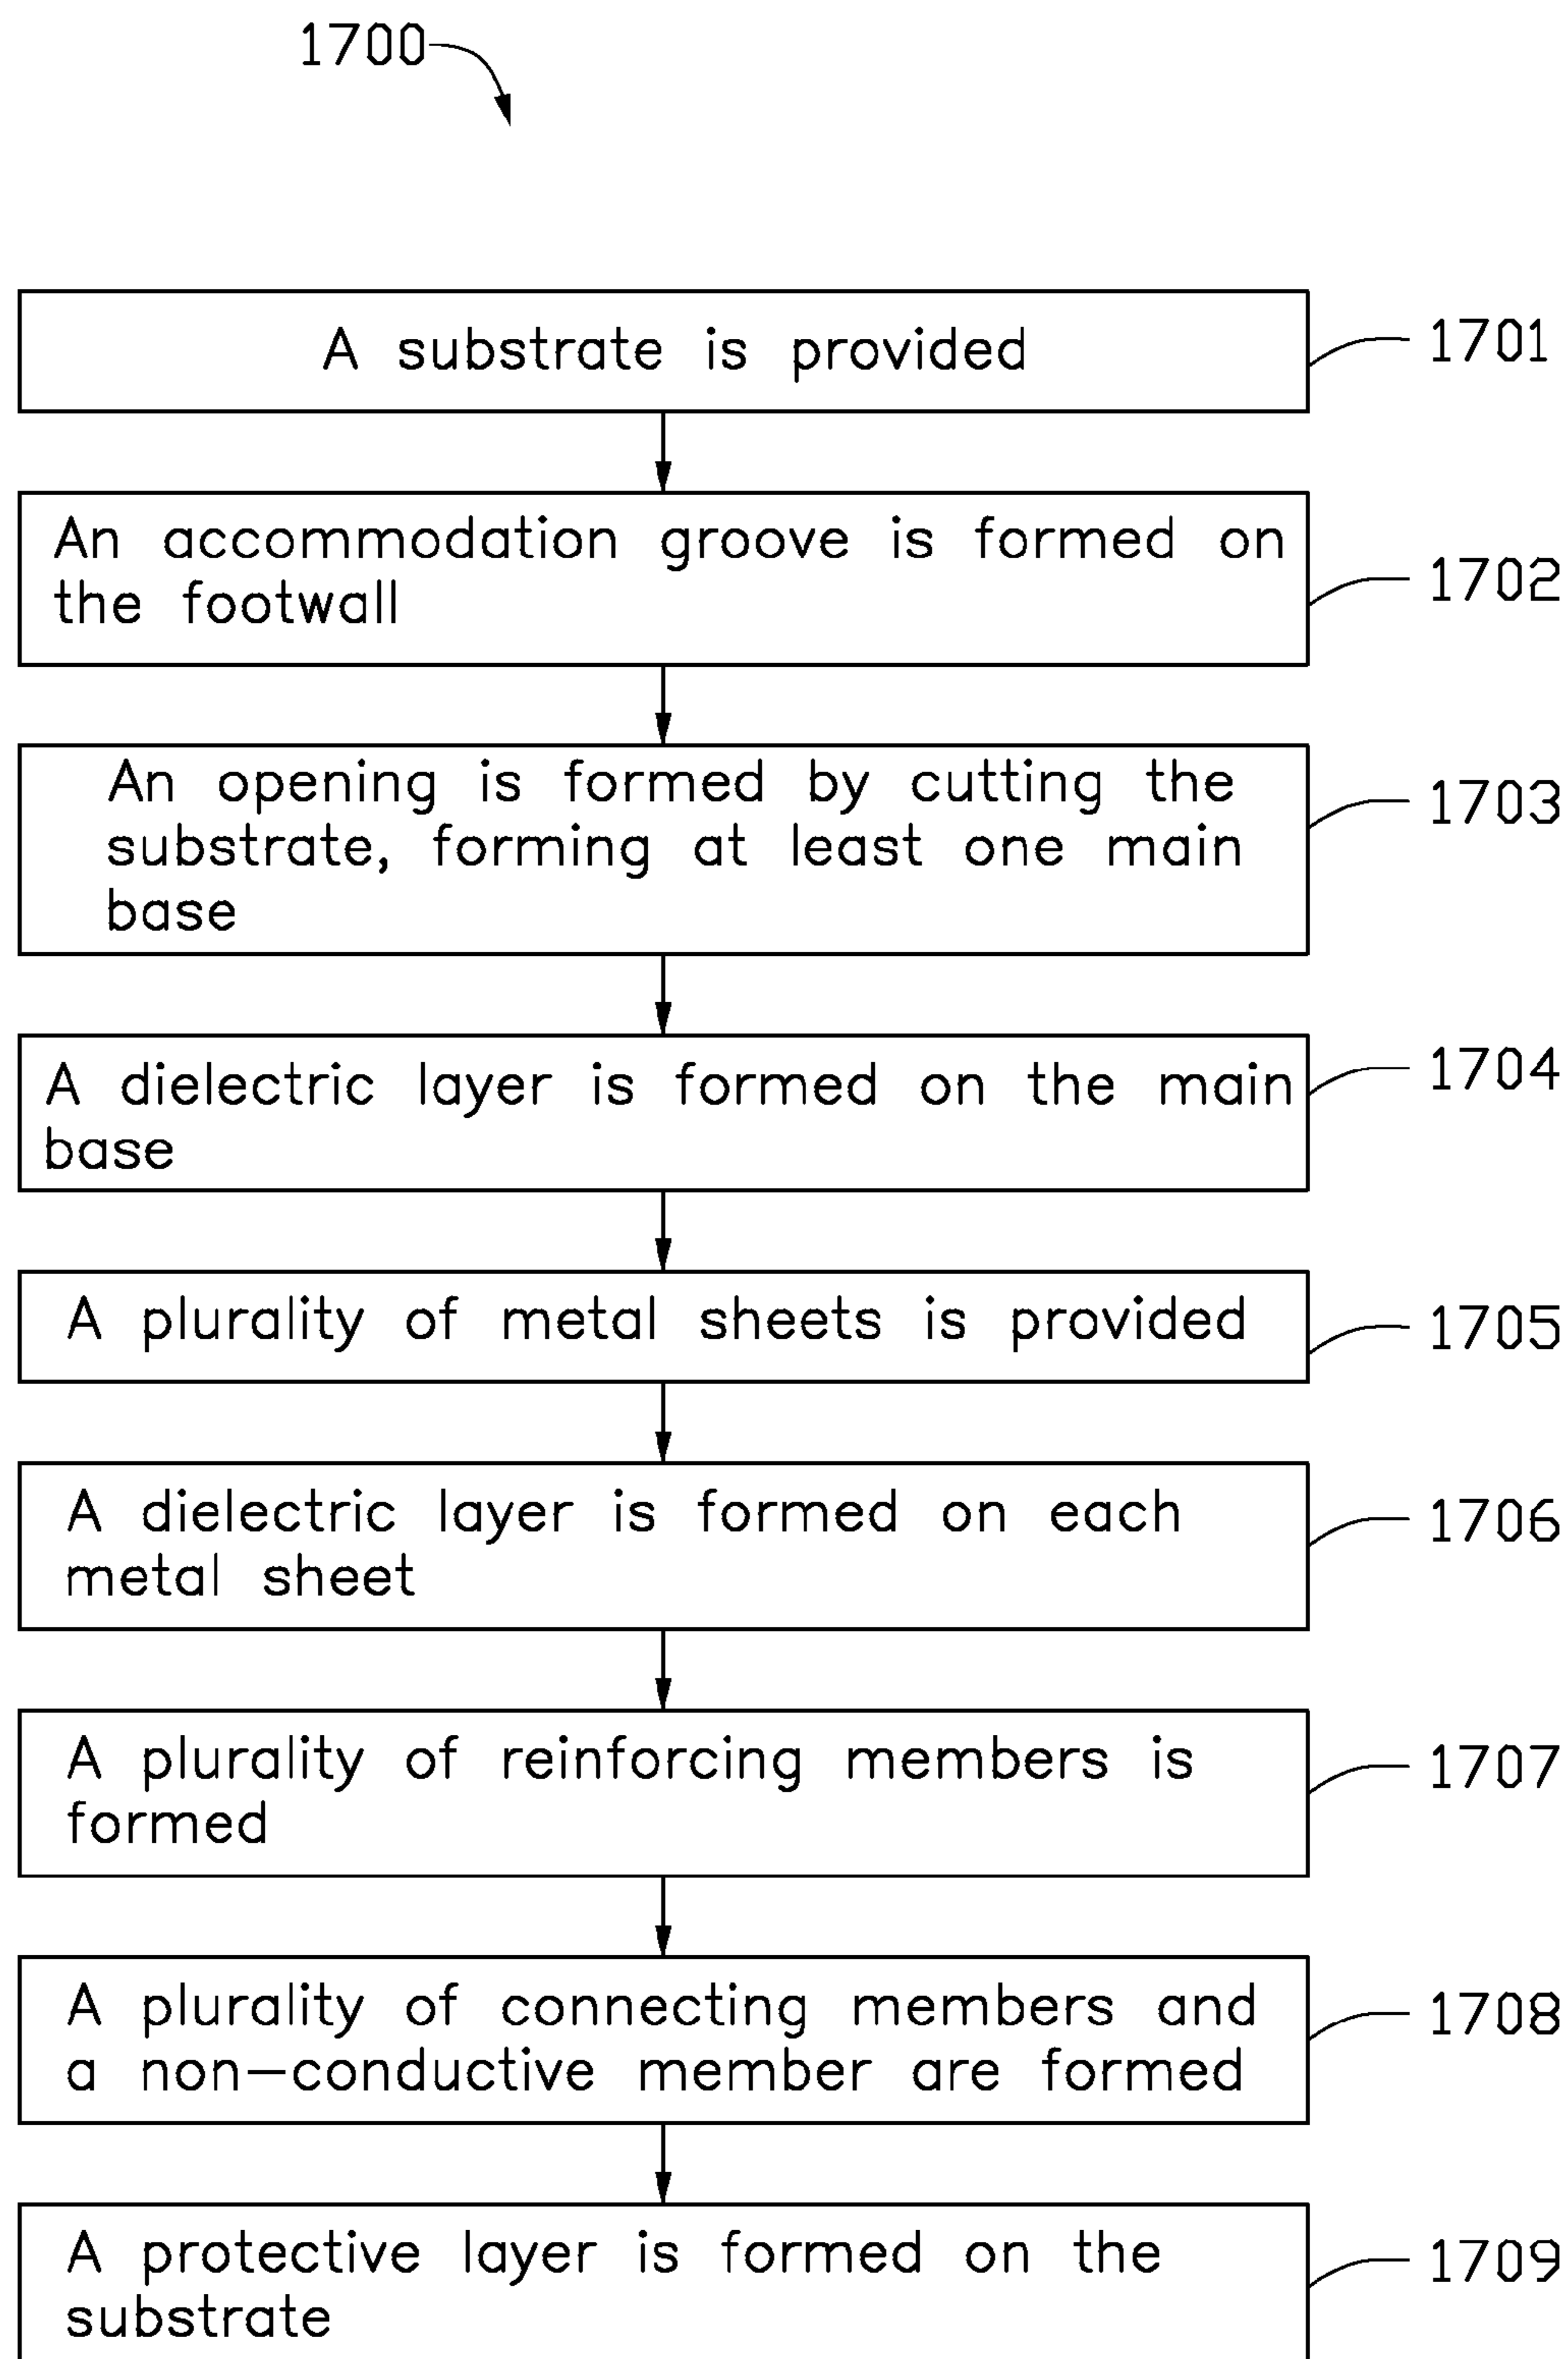 1700
A substrate is provided
1701
An accommodation groove is formed on
the footwall
1702
An opening is formed by cutting the
substrate, forming at least one main
base
1703
A dielectric layer is formed on the main
base
1704
A plurality of metal sheets is provided
1705
A dielectric layer is formed on each
metal sheet
1706
A plurality of reinforcing members is
formed
1707
A plurality of connecting members and
a non-conductive member are formed
1708
A protective layer is formed on the
substrate
1709